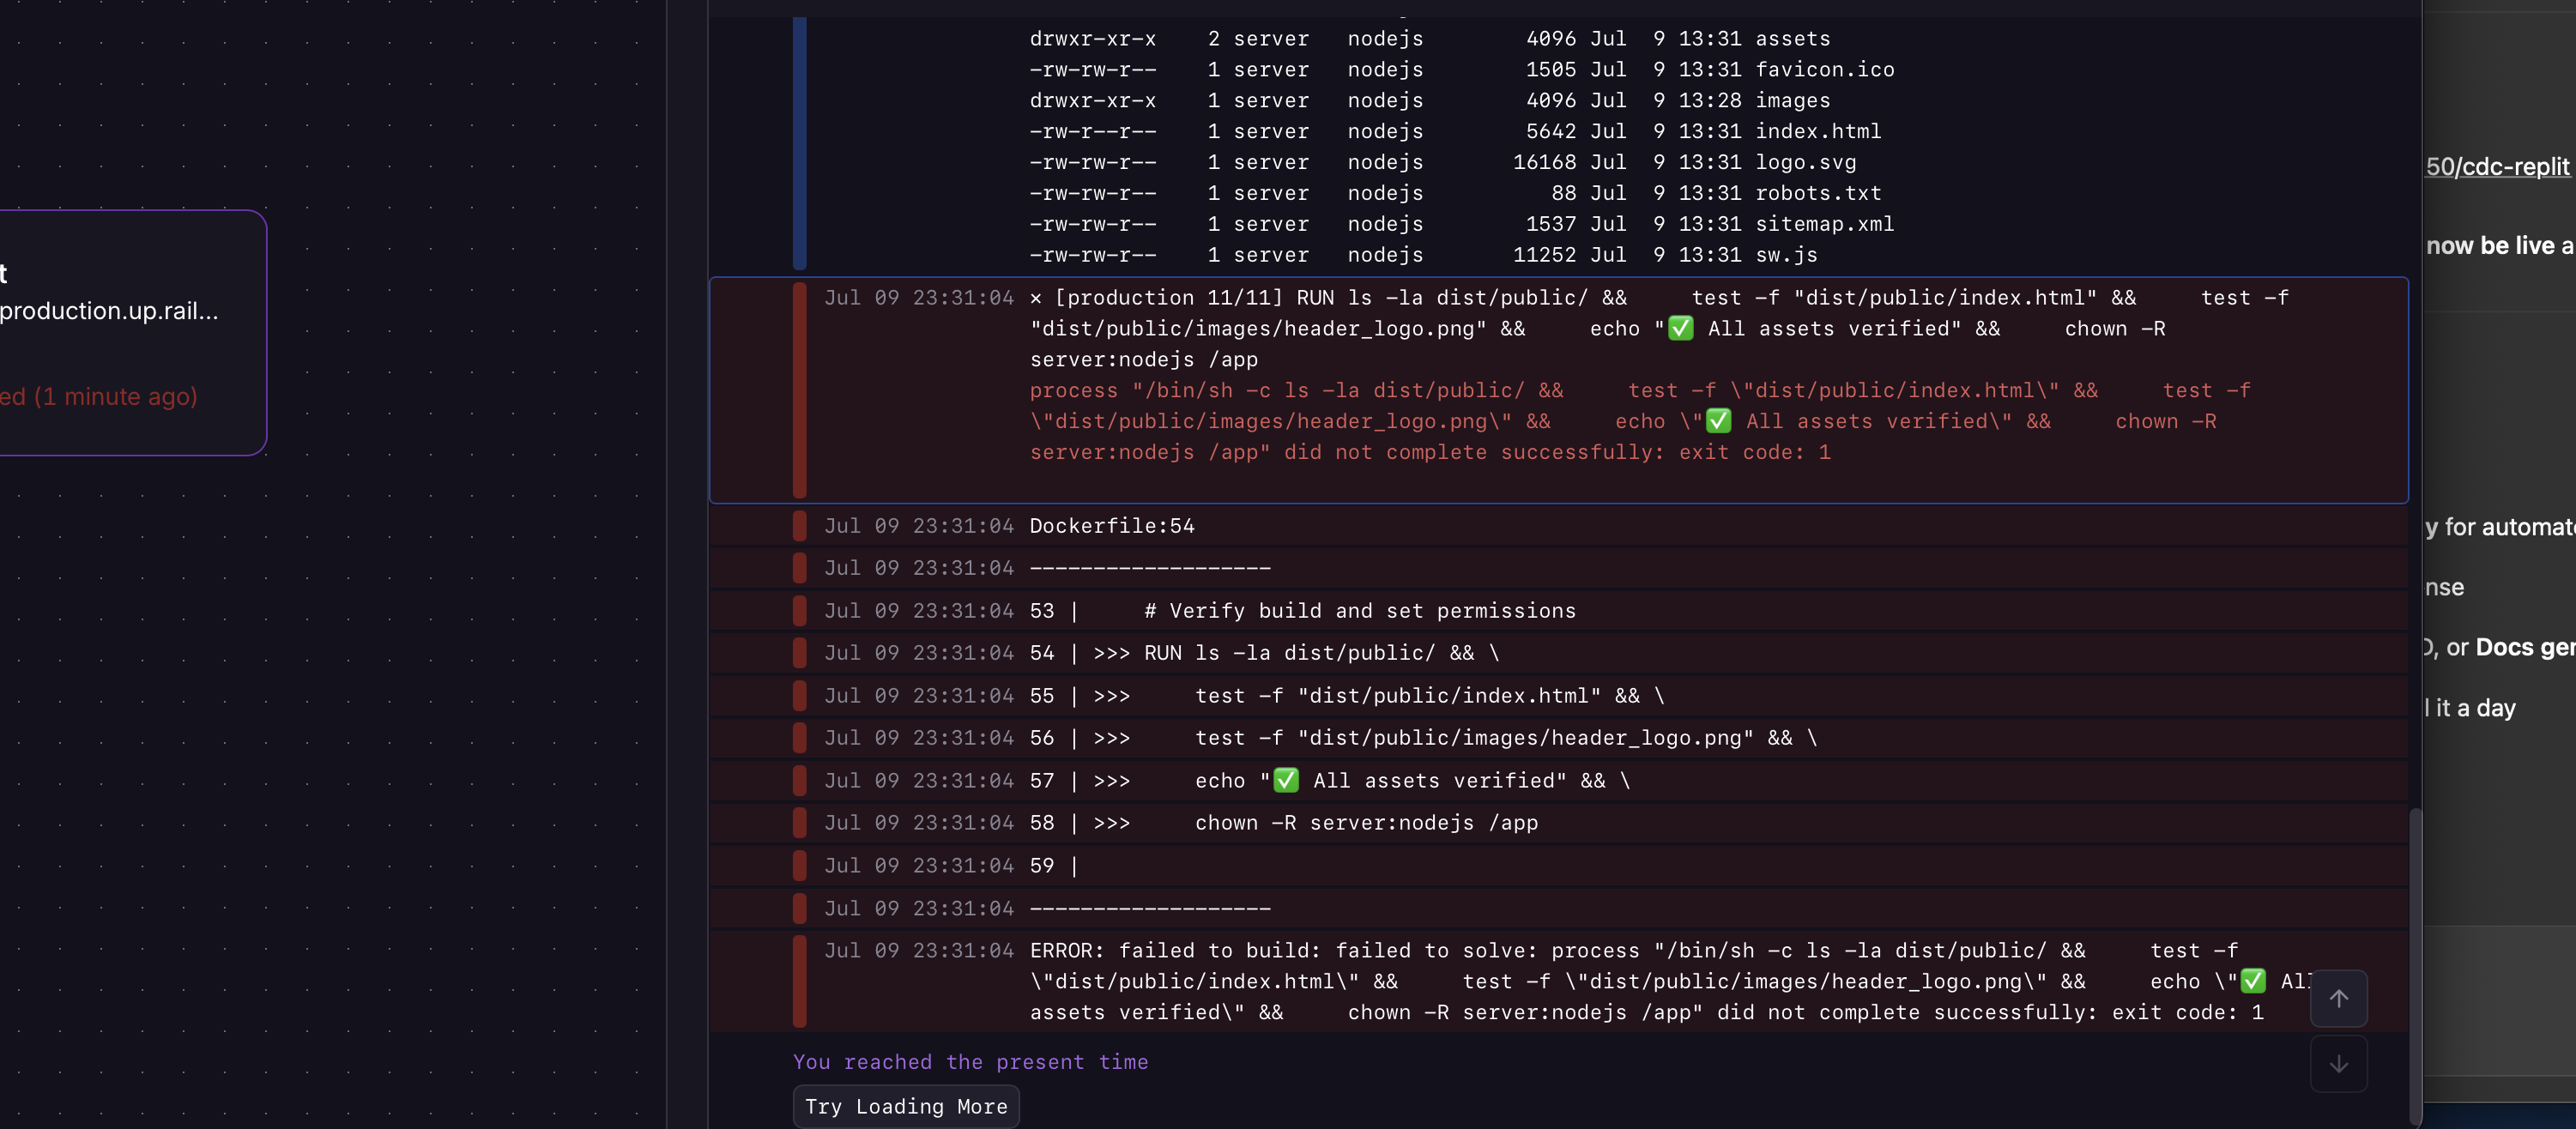 drwxr-xr-x    2 server   nodejs        4096 Jul  9 13:31 assets
-rw-rw-r--    1 server   nodejs        1505 Jul  9 13:31 favicon.ico
drwxr-xr-x    1 server   nodejs        4096 Jul  9 13:28 images
-rw-r--r--    1 server   nodejs        5642 Jul  9 13:31 index.html
-rw-rw-r--    1 server   nodejs       16168 Jul  9 13:31 logo.svg
-rw-rw-r--    1 server   nodejs          88 Jul  9 13:31 robots.txt
-rw-rw-r--    1 server   nodejs        1537 Jul  9 13:31 sitemap.xml
-rw-rw-r--    1 server   nodejs       11252 Jul  9 13:31 sw.js
Jul 09 23:31:04 × [production 11/11] RUN ls -la dist/public/ &&     test -f "dist/public/index.html" &&     test -f
"dist/public/images/header_logo.png" &&     echo "✅ All assets verified" &&     chown -R
server:nodejs /app
process "/bin/sh -c ls -la dist/public/ &&     test -f \"dist/public/index.html\" &&     test -f
\"dist/public/images/header_logo.png\" &&     echo \"✅ All assets verified\" &&     chown -R
server:nodejs /app" did not complete successfully: exit code: 1
Jul 09 23:31:04 Dockerfile:54
Jul 09 23:31:04 -------------------
Jul 09 23:31:04 53 |     # Verify build and set permissions
Jul 09 23:31:04 54 | >>> RUN ls -la dist/public/ && \
Jul 09 23:31:04 55 | >>>     test -f "dist/public/index.html" && \
Jul 09 23:31:04 56 | >>>     test -f "dist/public/images/header_logo.png" && \
Jul 09 23:31:04 57 | >>>     echo "✅ All assets verified" && \
Jul 09 23:31:04 58 | >>>     chown -R server:nodejs /app
Jul 09 23:31:04 59 |
Jul 09 23:31:04 -------------------
Jul 09 23:31:04 ERROR: failed to build: failed to solve: process "/bin/sh -c ls -la dist/public/ &&     test -f
\"dist/public/index.html\" &&     test -f \"dist/public/images/header_logo.png\" &&     echo \"✅ All
assets verified\" &&     chown -R server:nodejs /app" did not complete successfully: exit code: 1
You reached the present time
Try Loading More
t
production.up.rail...
ed (1 minute ago)
50/cdc-replit
now be live a
y for automat
nse
, or Docs ger
it a day